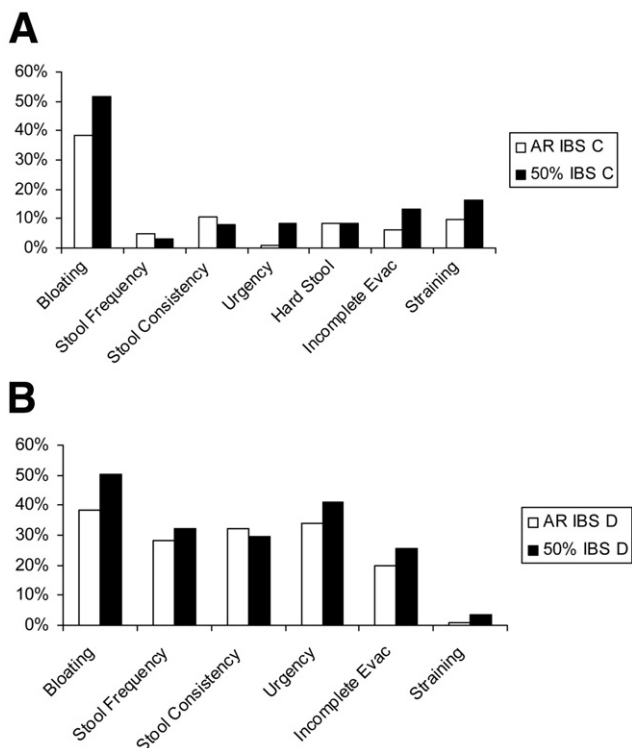 A
60%
50%
40%
30%
20%
10%
0%
Bloating
Stool Frequency
Stool Consistency
Urgency
Hard Stool
Incomplete Evac
Straining
AR IBS C
50% IBS C
B
60%
50%
40%
30%
20%
10%
0%
Bloating
Stool Frequency
Stool Consistency
Urgency
Incomplete Evac
Straining
AR IBS D
50% IBS D